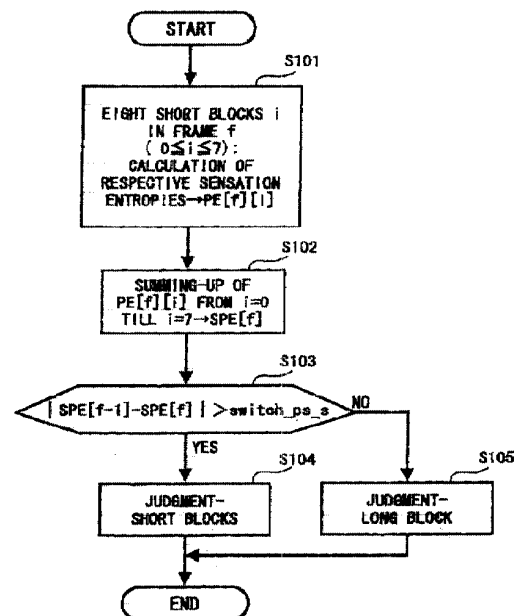 START
S101
EIGHT SHORT BLOCKS i
IN FRAME f
( 0≦i≦7):
CALCULATION OF
RESPECTIVE SENSATION
ENTROPIES→PE[f][i]
S102
SUMMING-UP OF
PE[f][i] FROM i=0
TILL i=7→SPE[f]
S103
| SPE[f-1]-SPE[f] | >switch_pe_s
NO
YES
S104
JUDGMENT-
SHORT BLOCKS
S105
JUDGMENT-
LONG BLOCK
END